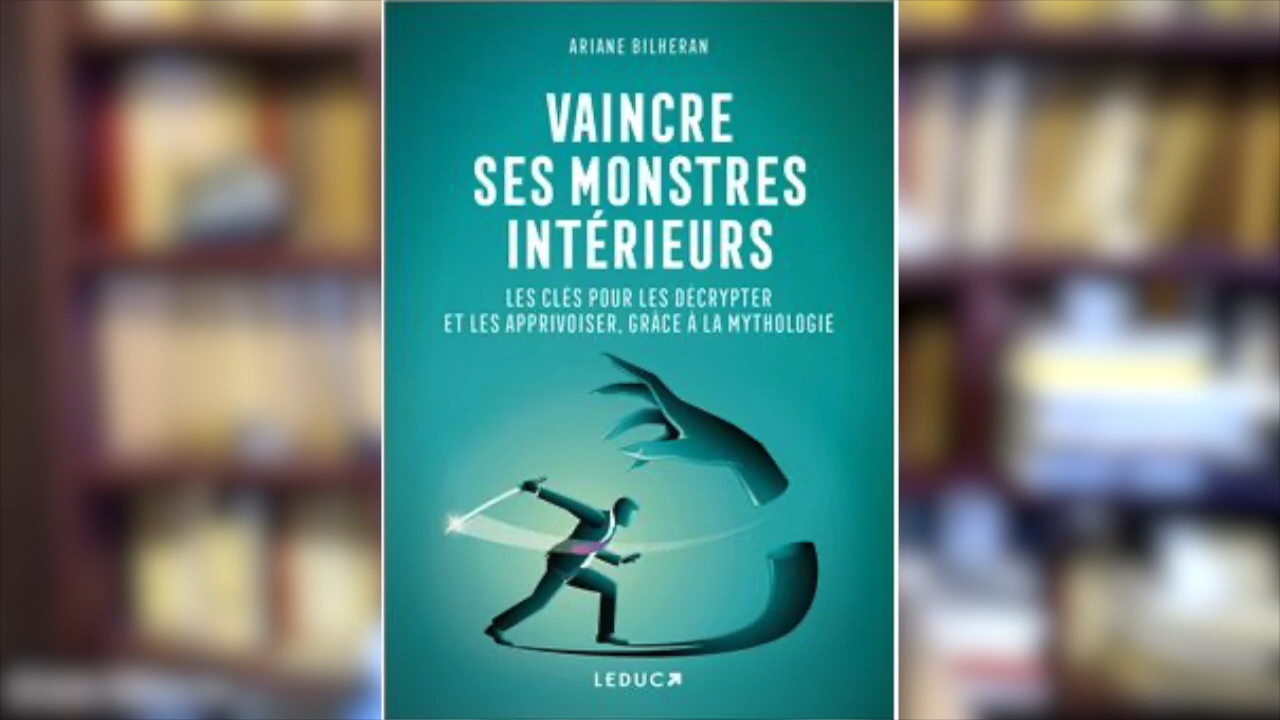 ARIANE BILHERAN
VAINCRE
SES MONSTRES
INTÉRIEURS
LES CLÉS POUR LES DÉCRYPTER
ET LES APPRIVOISER, GRÂCE À LA MYTHOLOGIE
LEDUC